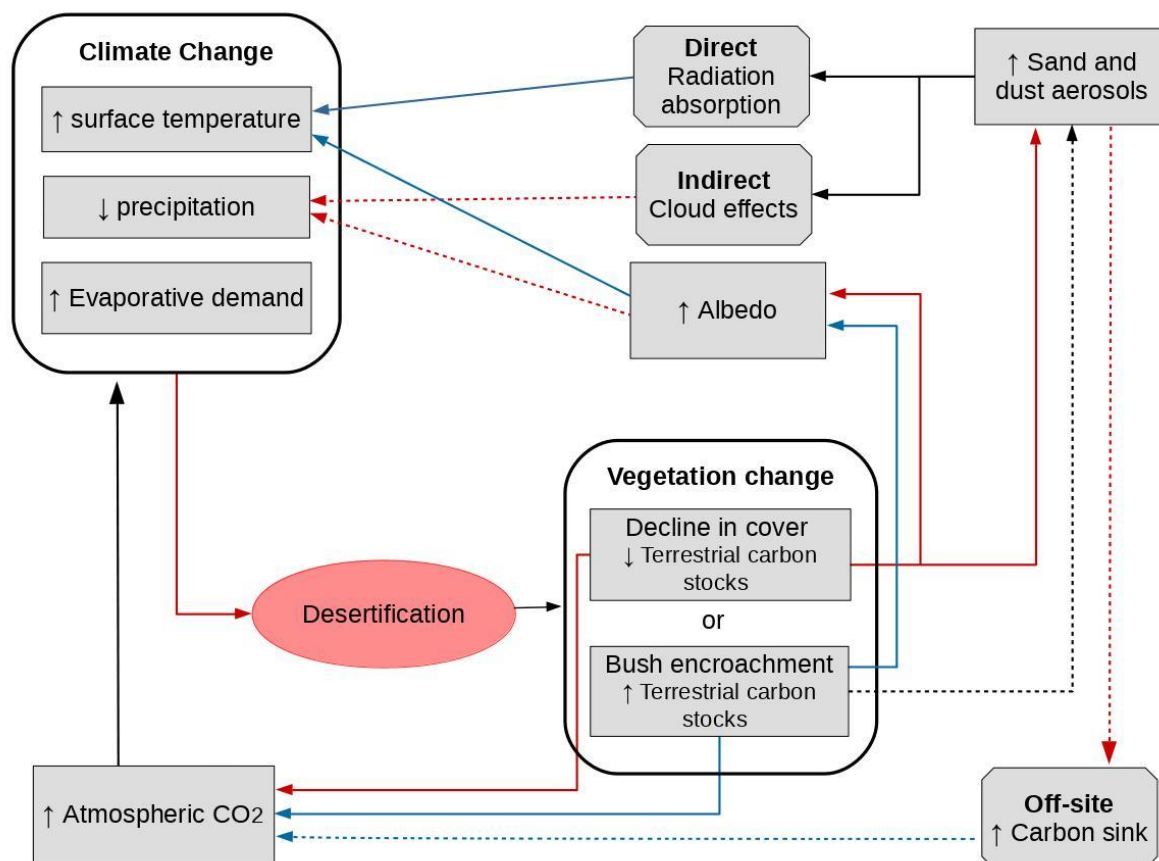 Climate Change
↑ surface temperature
↓ precipitation
↑ Evaporative demand
Direct
Radiation
absorption
Indirect
Cloud effects
↑ Albedo
↑ Sand and
dust aerosols
Vegetation change
Decline in cover
↓ Terrestrial carbon
stocks
or
Bush encroachment
↑ Terrestrial carbon
stocks
Desertification
↑ Atmospheric CO2
Off-site
↑ Carbon sink